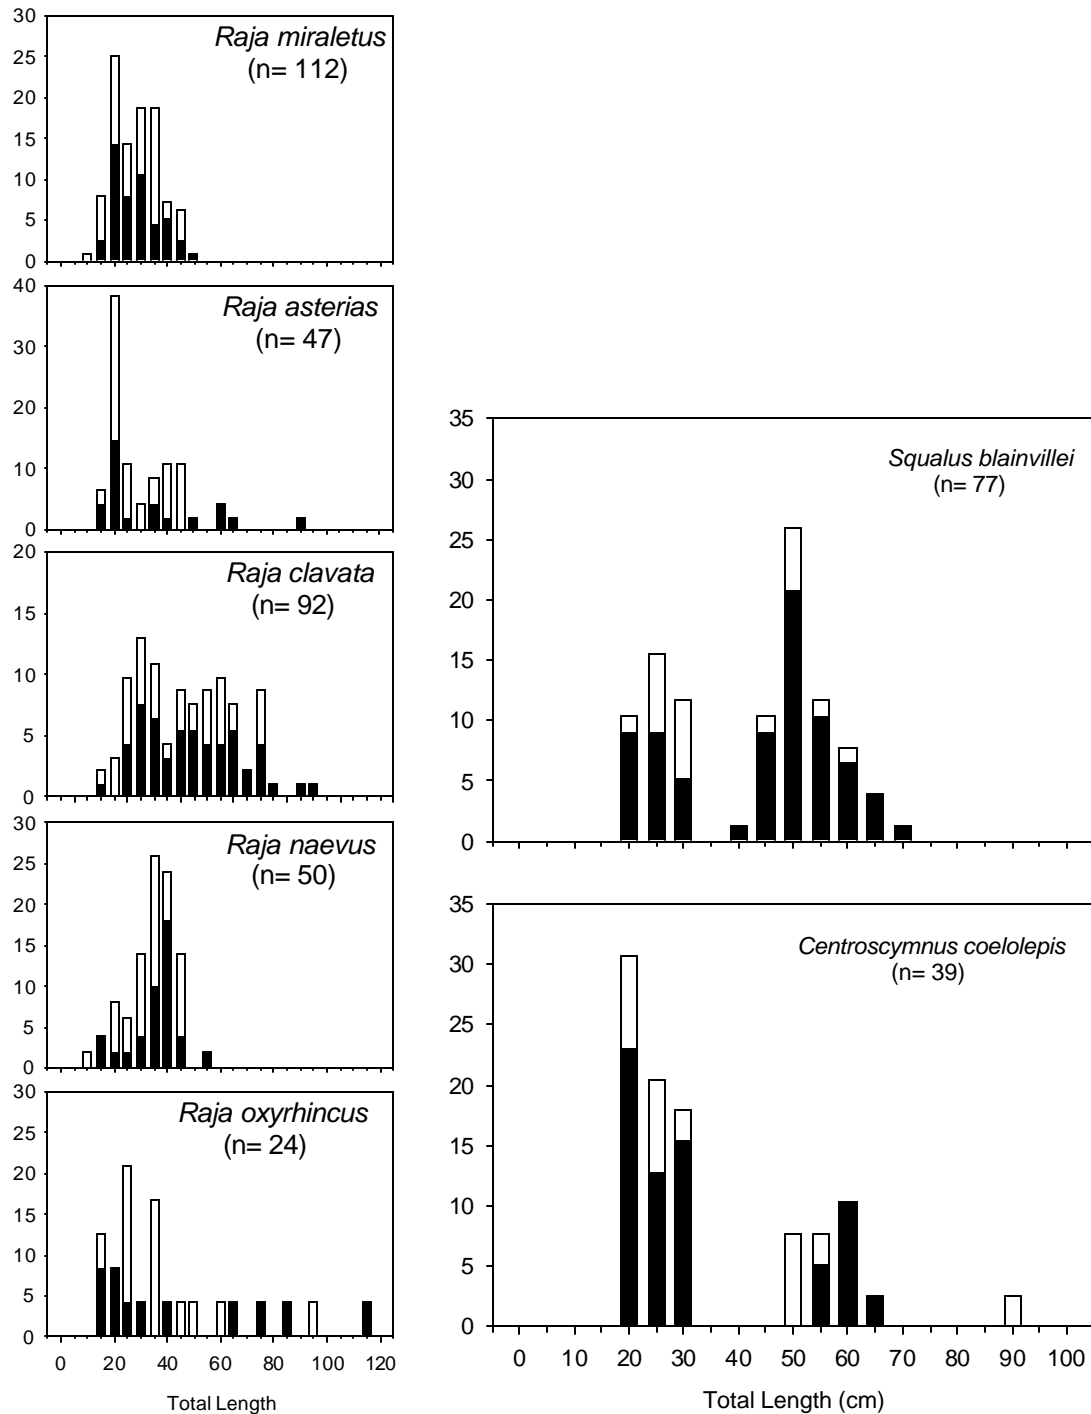 30
25
20
15
10
5
0
Raja miraletus
(n= 112)
40
30
20
10
0
Raja asterias
(n= 47)
20
15
10
5
0
Raja clavata
(n= 92)
30
25
20
15
10
5
0
Raja naevus
(n= 50)
30
25
20
15
10
5
0
Raja oxyrhincus
(n= 24)
0 20 40 60 80 100 120
Total Length
35
30
25
20
15
10
5
0
Squalus blainvillei
(n= 77)
35
30
25
20
15
10
5
0
Centroscymnus coelolepis
(n= 39)
0 10 20 30 40 50 60 70 80 90 100
Total Length (cm)